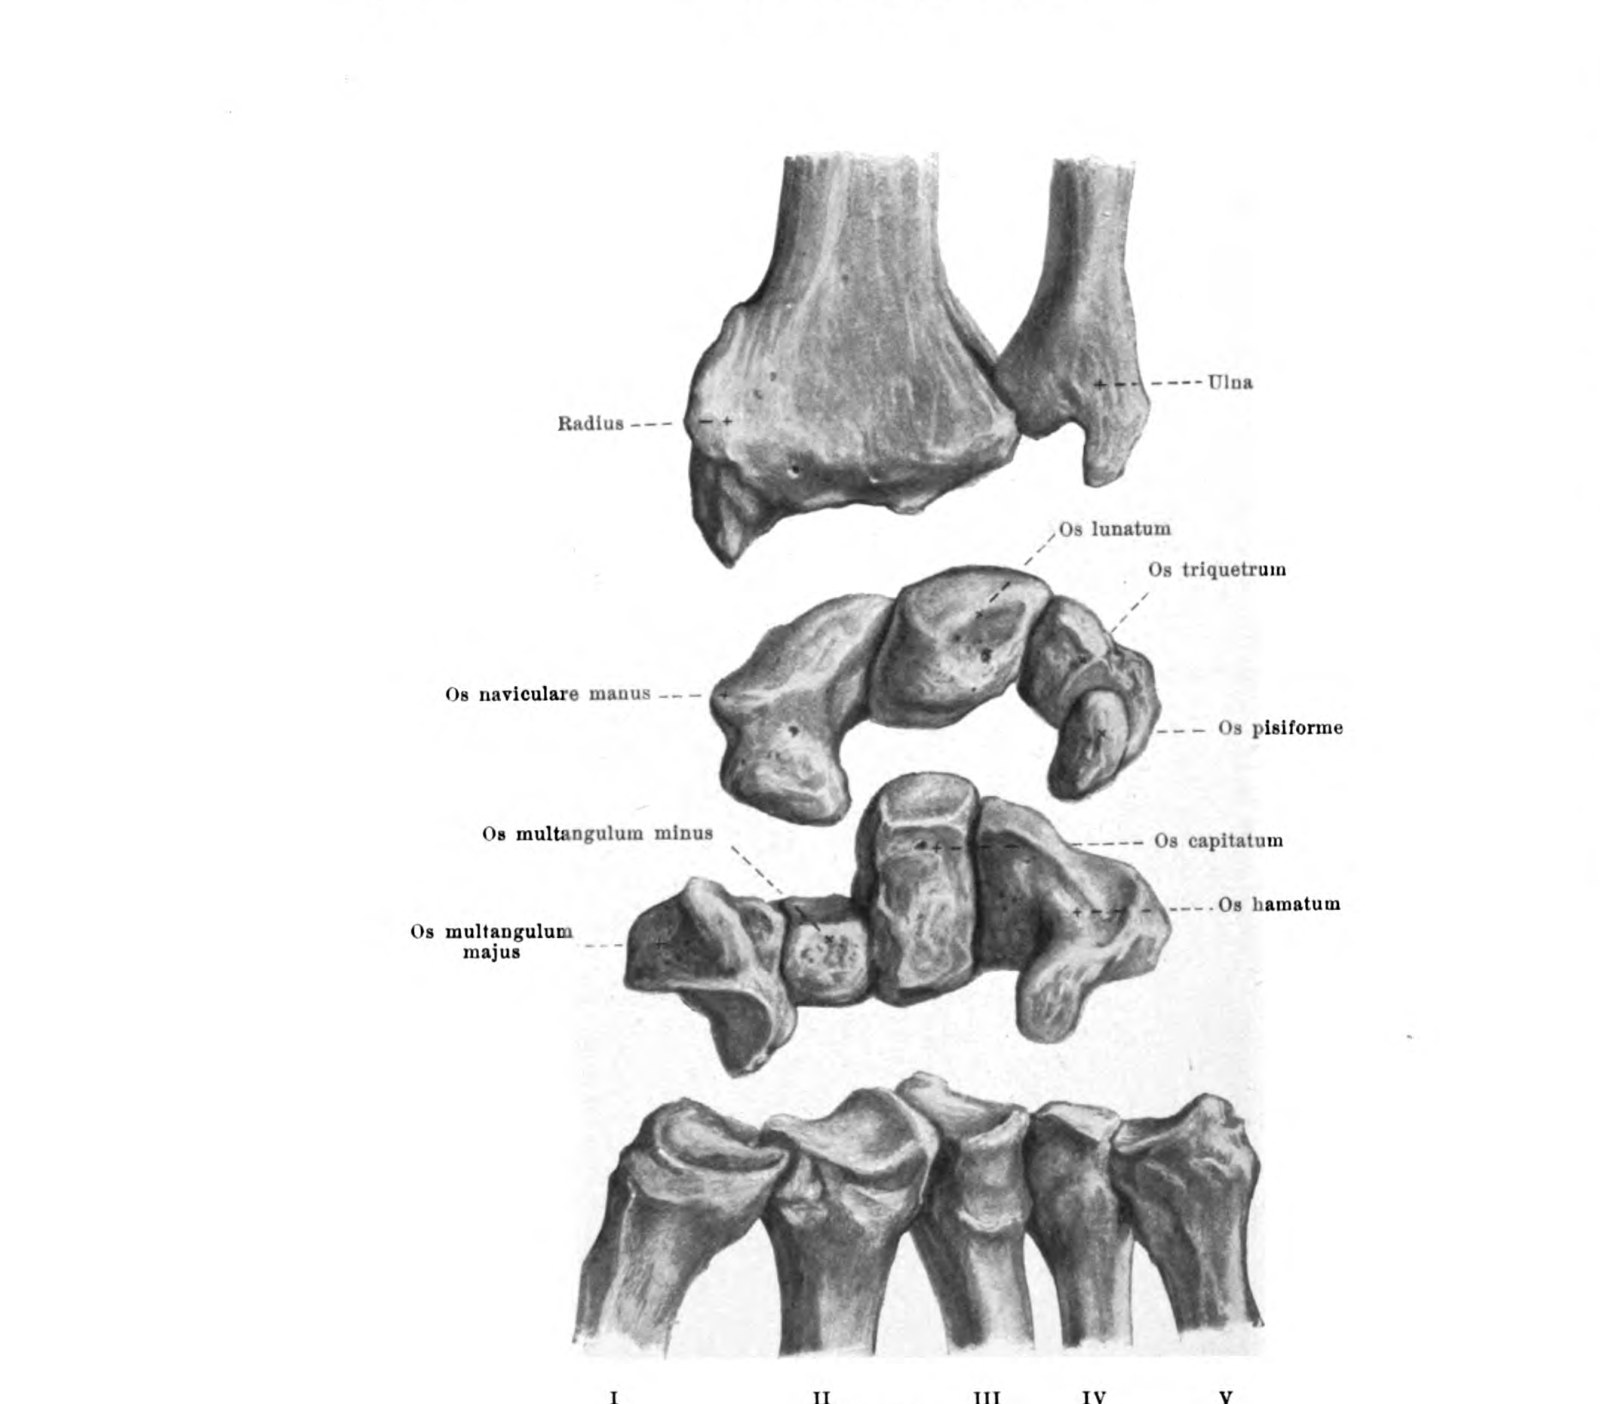 Ulna
Radius
Os lunatum
Os triquetrum
Os naviculare manus
Os pisiforme
Os multangulum minus
Os capitatum
Os hamatum
Os multangulum
majus
I II III IV V